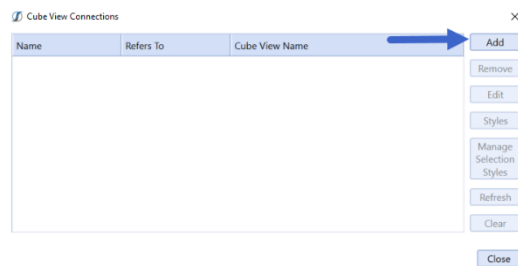 Cube View Connections
Name Refers To Cube View Name
Add
Remove
Edit
Styles
Manage
Selection
Styles
Refresh
Clear
Close